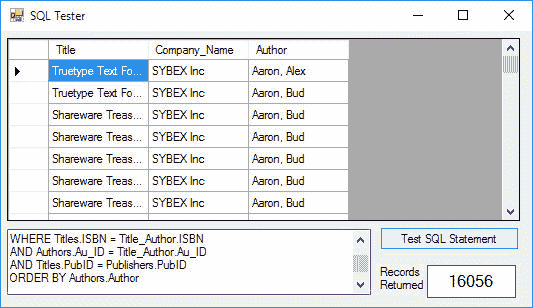 SQL Tester
Title Company_Name Author
Truetype Text Fo... SYBEX Inc Aaron, Alex
Truetype Text Fo... SYBEX Inc Aaron, Bud
Shareware Treas... SYBEX Inc Aaron, Bud
Shareware Treas... SYBEX Inc Aaron, Bud
Shareware Treas... SYBEX Inc Aaron, Bud
Shareware Treas... SYBEX Inc Aaron, Bud
Shareware Treas... SYBEX Inc Aaron, Bud
WHERE Titles.ISBN = Title_Author.ISBN
AND Authors.Au_ID = Title_Author.Au_ID
AND Titles.PubID = Publishers.PubID
ORDER BY Authors.Author
Test SQL Statement
Records
Returned
16056